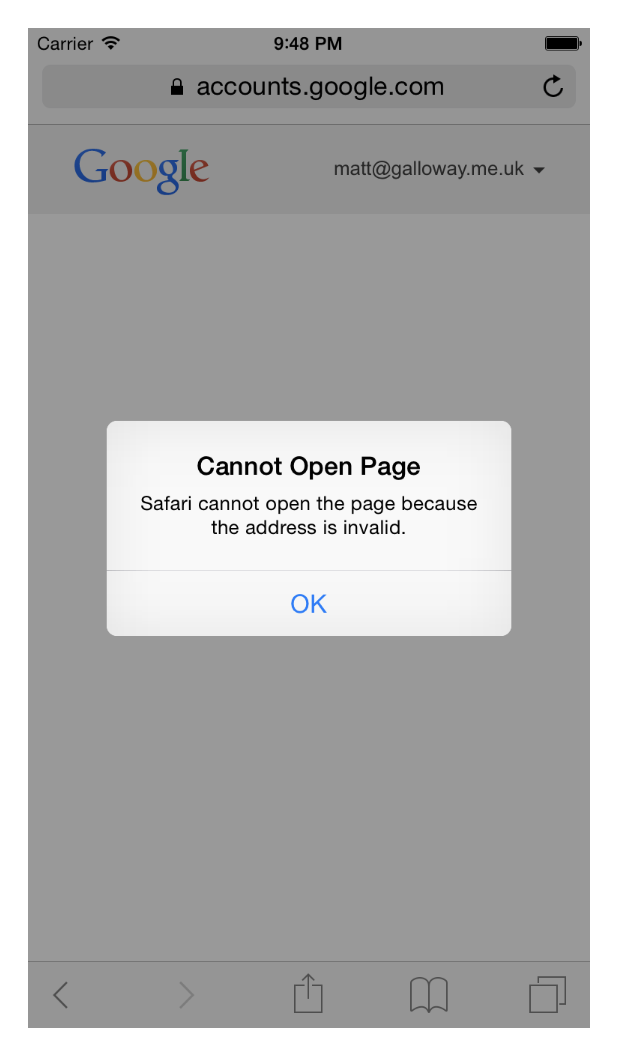 Carrier 9:48 PM
accounts.google.com
Google matt@galloway.me.uk
Cannot Open Page
Safari cannot open the page because
the address is invalid.
OK